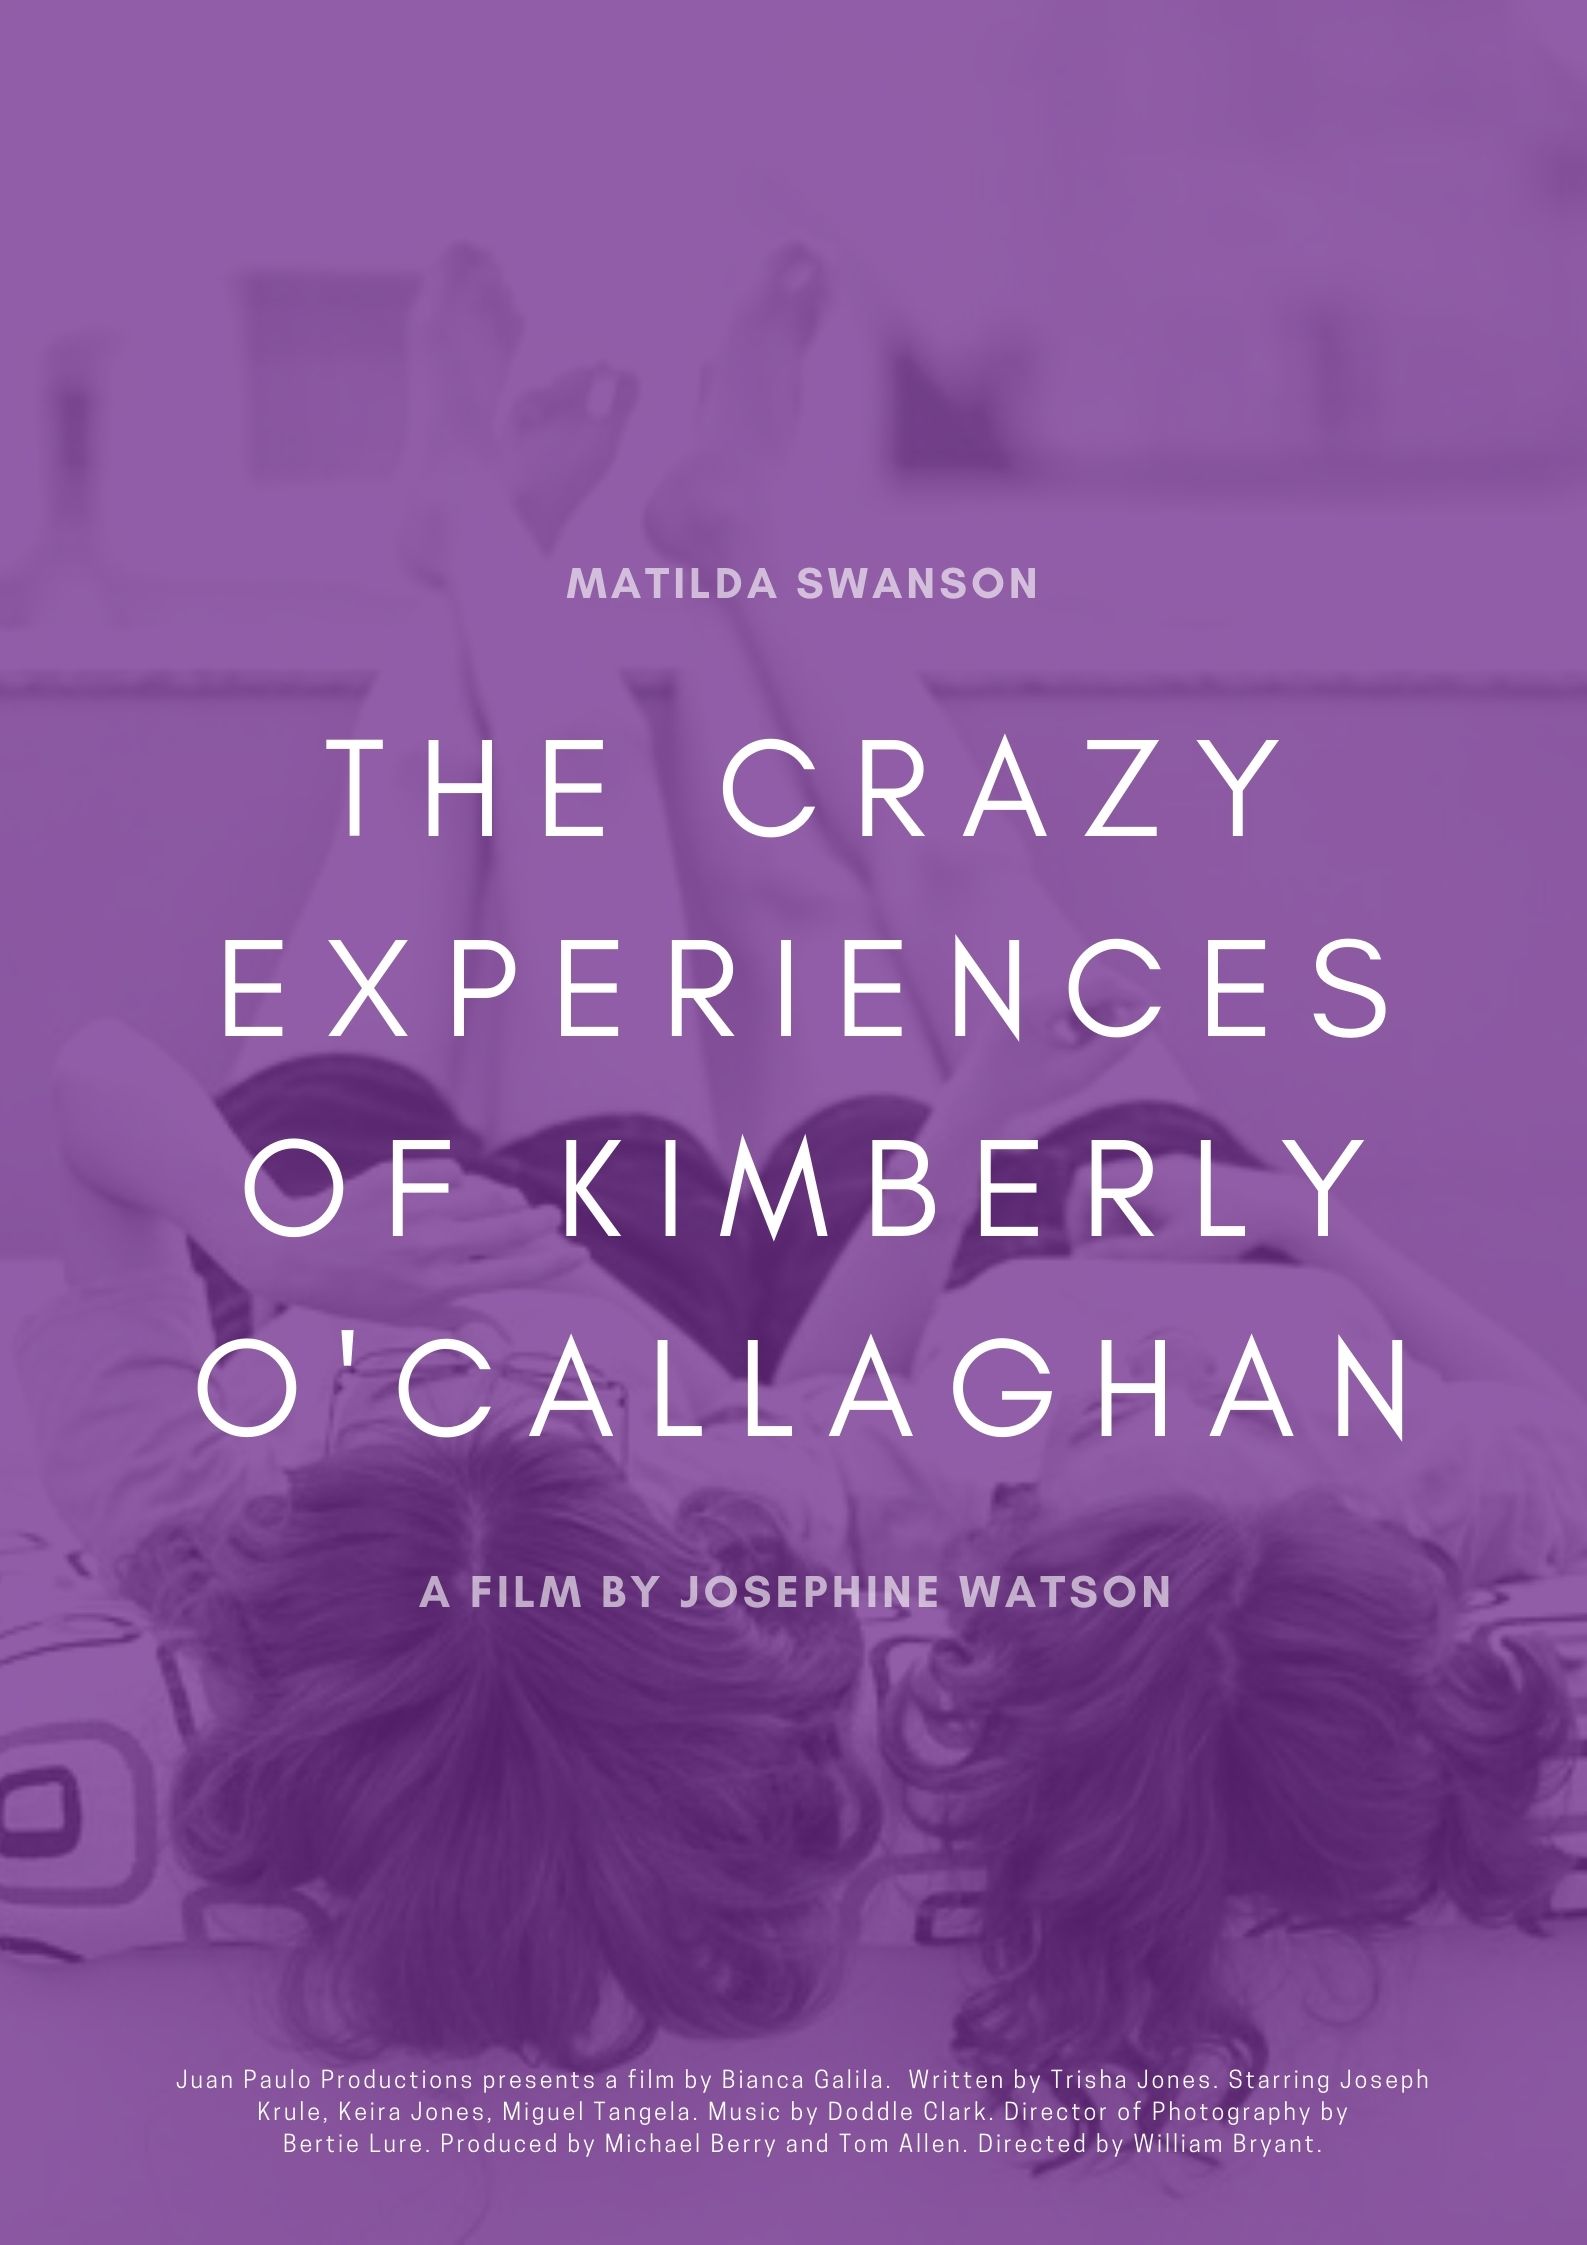 MATILDA SWANSON
THE CRAZY
EXPERIENCES
OF KIMBERLY
O'CALLAGHAN
A FILM BY JOSEPHINE WATSON
Juan Paulo Productions presents a film by Bianca Galila.  Written by Trisha Jones. Starring Joseph
Krule, Keira Jones, Miguel Tangela. Music by Doddle Clark. Director of Photography by
Bertie Lure. Produced by Michael Berry and Tom Allen. Directed by William Bryant.